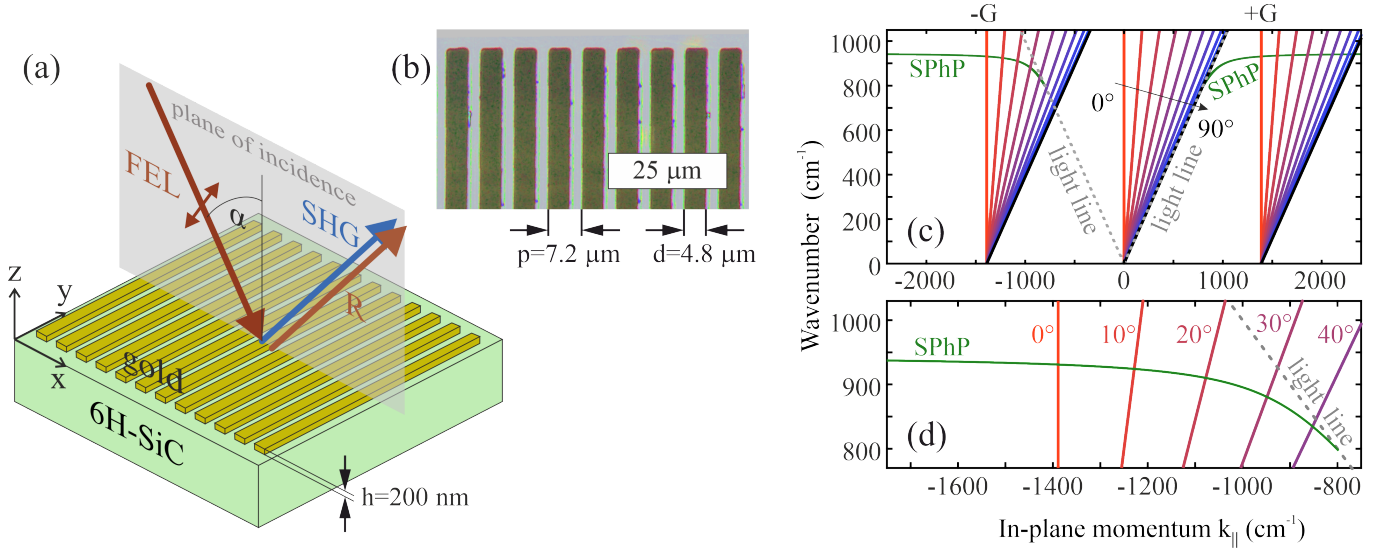 (a)
plane of incidence
FEL
α
SHG
R
z
y
x
gold
6H-SiC
h=200 nm
(b)
25 μm
p=7.2 μm
d=4.8 μm
-G
+G
1000
800
600
400
200
0
SPhP
SPhP
0°
90°
light line
light line
(c)
-2000
-1000
0
1000
2000
Wavenumber (cm⁻¹)
1000
900
800
SPhP
0°
10°
20°
30°
40°
light line
(d)
-1600
-1400
-1200
-1000
-800
In-plane momentum k|| (cm⁻¹)